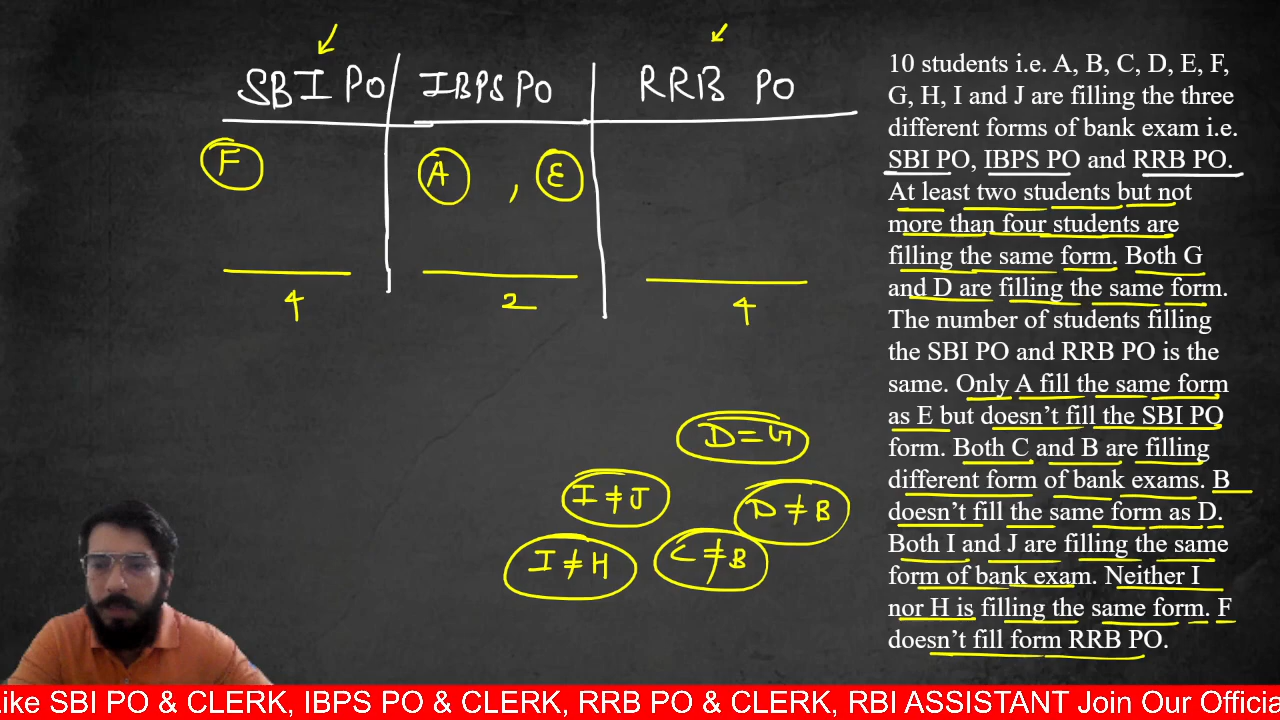 SBI PO IBPS PO RRB PO
F A , E
4 2 4
D = G
I ≠ J D ≠ B
I ≠ H C ≠ B
10 students i.e. A, B, C, D, E, F,
G, H, I and J are filling the three
different forms of bank exam i.e.
SBI PO, IBPS PO and RRB PO.
At least two students but not
more than four students are
filling the same form. Both G
and D are filling the same form.
The number of students filling
the SBI PO and RRB PO is the
same. Only A fill the same form
as E but doesn’t fill the SBI PO
form. Both C and B are filling
different form of bank exams. B
doesn’t fill the same form as D.
Both I and J are filling the same
form of bank exam. Neither I
nor H is filling the same form. F
doesn’t fill form RRB PO.
Like SBI PO & CLERK, IBPS PO & CLERK, RRB PO & CLERK, RBI ASSISTANT Join Our